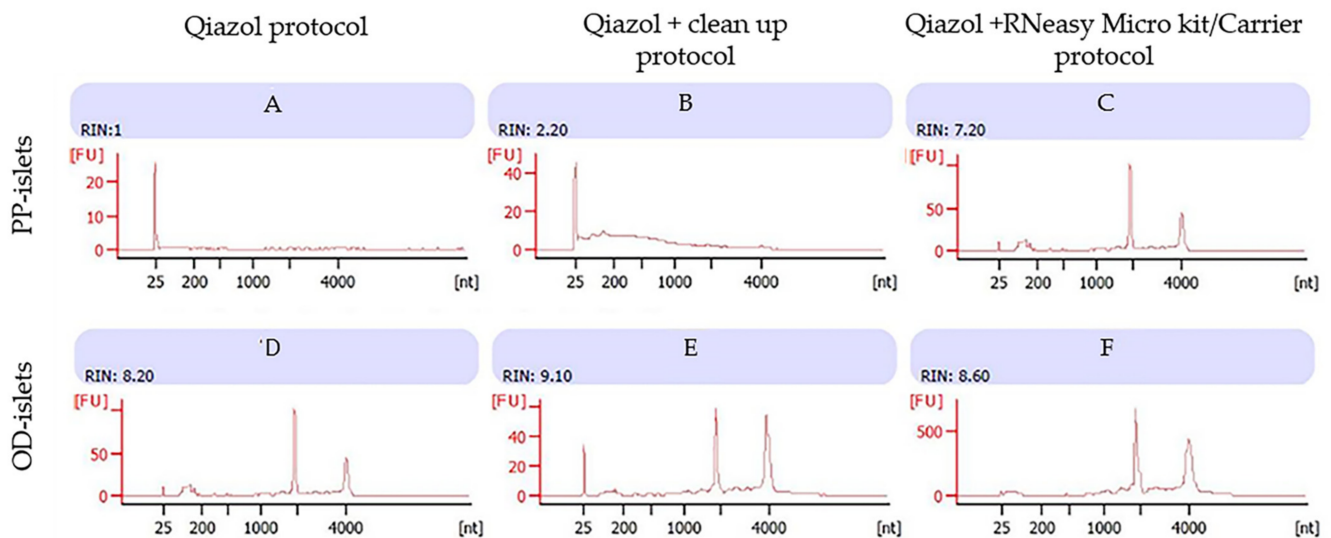 Qiazol protocol
Qiazol + clean up
protocol
Qiazol +RNeasy Micro kit/Carrier
protocol
PP-islets
A
RIN:1
[FU]
20
10
0
25 200 1000 4000 [nt]
B
RIN: 2.20
[FU]
40
20
0
25 200 1000 4000 [nt]
C
RIN: 7.20
[FU]
50
0
25 200 1000 4000 [nt]
OD-islets
'D
RIN: 8.20
[FU]
50
0
25 200 1000 4000 [nt]
E
RIN: 9.10
[FU]
40
20
0
25 200 1000 4000 [nt]
F
RIN: 8.60
[FU]
500
0
25 200 1000 4000 [nt]